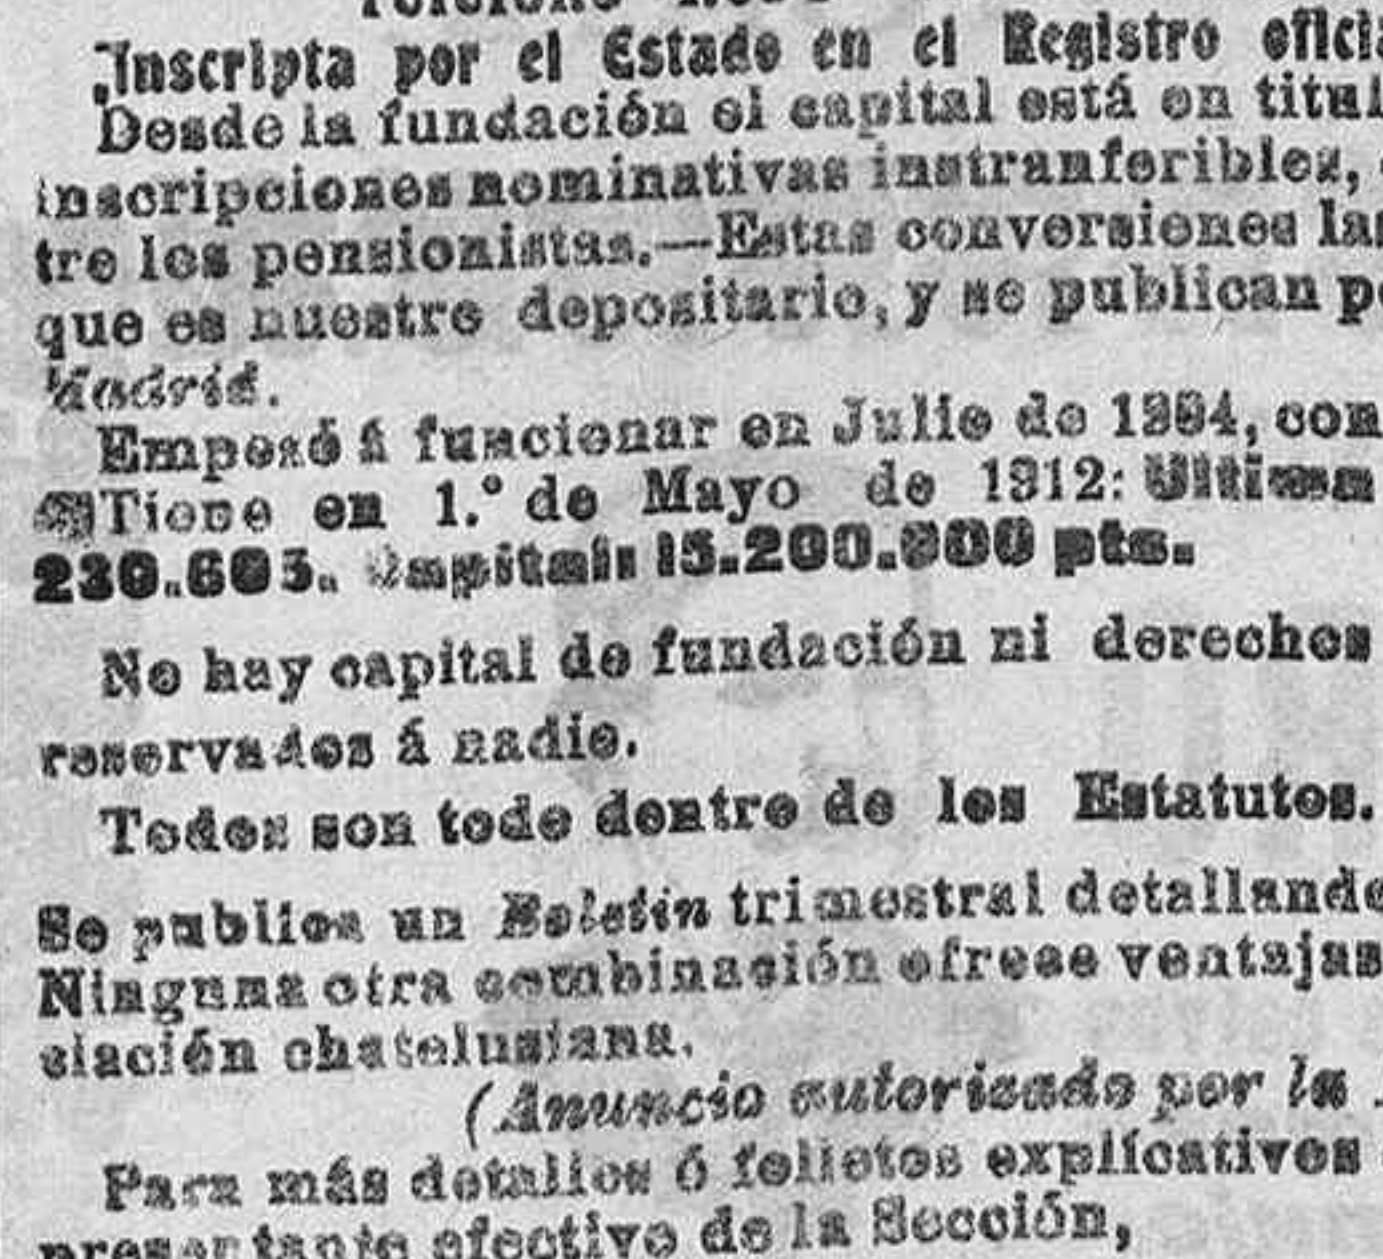 Inscripta por el Estado en el Registro oficia
Desde la fundación el capital está en titul
inscripciones nominativas instranferibles,
tre los pensionistas.—Estas conversiones las
que es nuestro depositario, y se publican po
Madrid.
Empezó á funcionar en Julio de 1904, con
Tiene en 1.º de Mayo de 1912:
230.603. Capital: 15.200.000 pts.
No hay capital de fundación ni derechos
reservados á nadie.
Todos son todo dentro de los Estatutos.
Se publica un Boletín trimestral detallando
Ninguna otra combinación ofrece ventajas
ciación chatelusiana.
(Anuncio autorizado por la
Para más detalles ó folletos explicativos
presentante efectivo de la Sección,